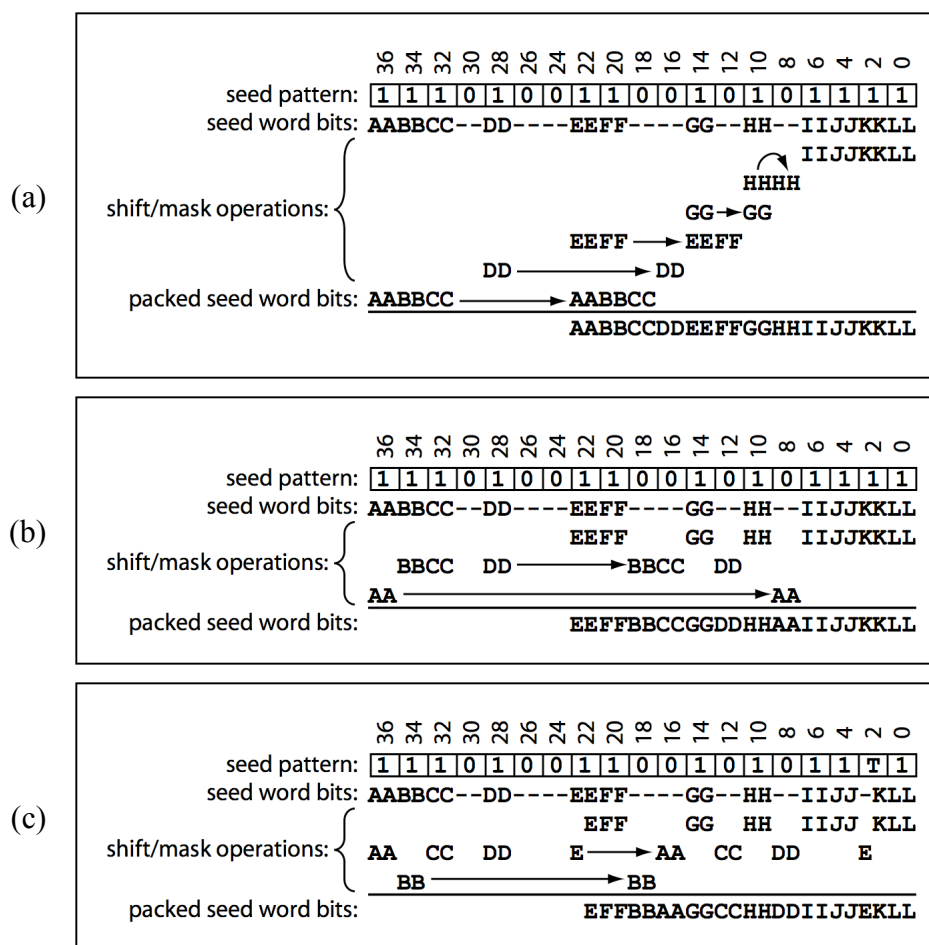 (a)
36 34 32 30 28 26 24 22 20 18 16 14 12 10 8 6 4 2 0
seed pattern: 1 1 1 0 1 0 0 1 1 0 0 1 0 1 0 1 1 1 1
seed word bits: AABBCC--DD----EEFF----GG--HH--IIJJKKLL
IIJJKKLL
HHHH
shift/mask operations: GG GG
EEFF EEFF
DD DD
packed seed word bits: AABBCC AABBCC
AABBCCDDEEFFGGHHIIJJKKLL
(b)
36 34 32 30 28 26 24 22 20 18 16 14 12 10 8 6 4 2 0
seed pattern: 1 1 1 0 1 0 0 1 1 0 0 1 0 1 0 1 1 1 1
seed word bits: AABBCC--DD----EEFF----GG--HH--IIJJKKLL
EEFF GG HH IIJJKKLL
shift/mask operations: BBCC DD BBCC DD
AA AA
packed seed word bits: EEFFBBCCGGDDHHAAIIJJKKLL
(c)
36 34 32 30 28 26 24 22 20 18 16 14 12 10 8 6 4 2 0
seed pattern: 1 1 1 0 1 0 0 1 1 0 0 1 0 1 0 1 1 T 1
seed word bits: AABBCC--DD----EEFF----GG--HH--IIJJ-KLL
EFF GG HH IIJJ KLL
shift/mask operations: AA CC DD E AA CC DD E
BB BB
packed seed word bits: EFFBBAAGGCCHHDDIIJJEKLL